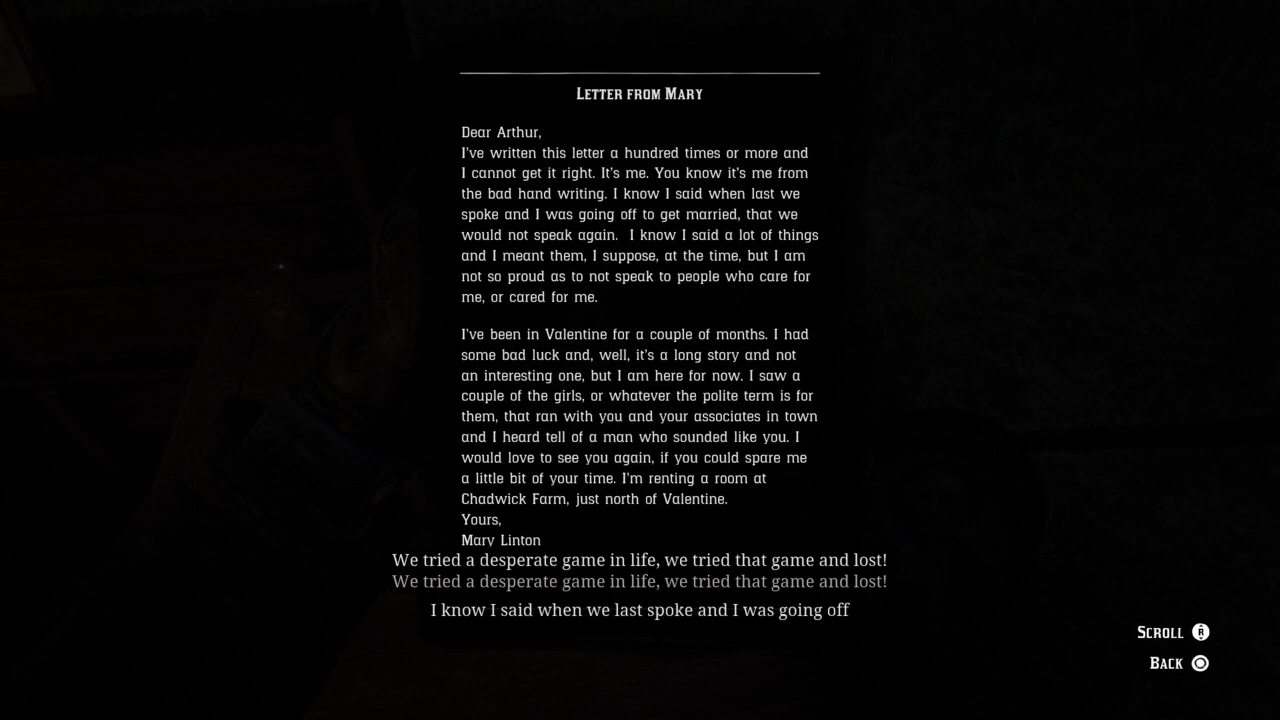 Letter from Mary
Dear Arthur,
I've written this letter a hundred times or more and
I cannot get it right. It's me. You know it's me from
the bad hand writing. I know I said when last we
spoke and I was going off to get married, that we
would not speak again.  I know I said a lot of things
and I meant them, I suppose, at the time, but I am
not so proud as to not speak to people who care for
me, or cared for me.
I've been in Valentine for a couple of months. I had
some bad luck and, well, it's a long story and not
an interesting one, but I am here for now. I saw a
couple of the girls, or whatever the polite term is for
them, that ran with you and your associates in town
and I heard tell of a man who sounded like you. I
would love to see you again, if you could spare me
a little bit of your time. I'm renting a room at
Chadwick Farm, just north of Valentine.
Yours,
Mary Linton
We tried a desperate game in life, we tried that game and lost!
We tried a desperate game in life, we tried that game and lost!
I know I said when we last spoke and I was going off
Scroll R
Back